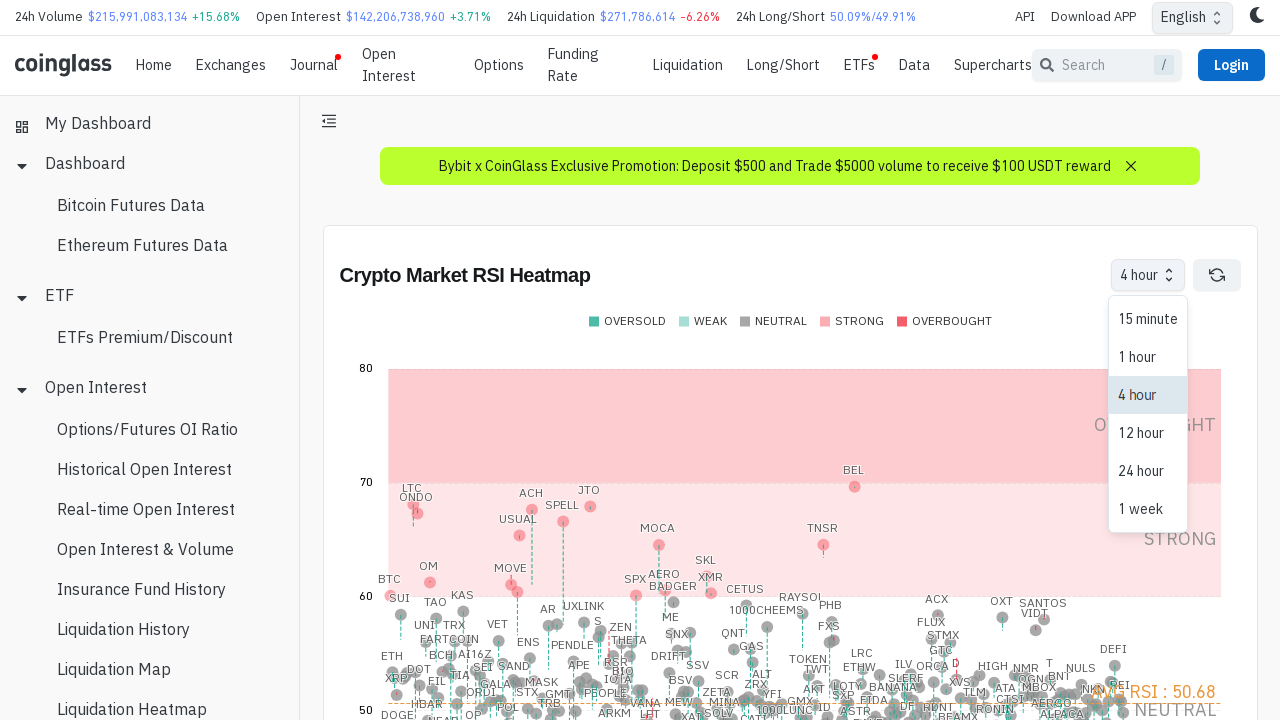 24h Volume $215,991,083,134 +15.68% Open Interest $142,206,738,960 +3.71% 24h Liquidation $271,786,614 -6.26% 24h Long/Short 50.09%/49.91% API Download APP English
coinglass Home Exchanges Journal Open Interest Options Funding Rate Liquidation Long/Short ETFs Data Supercharts Search / Login
My Dashboard
Dashboard
Bitcoin Futures Data
Ethereum Futures Data
ETF
ETFs Premium/Discount
Open Interest
Options/Futures OI Ratio
Historical Open Interest
Real-time Open Interest
Open Interest & Volume
Insurance Fund History
Liquidation History
Liquidation Map
Liquidation Heatmap
Bybit x CoinGlass Exclusive Promotion: Deposit $500 and Trade $5000 volume to receive $100 USDT reward
Crypto Market RSI Heatmap
4 hour
15 minute
1 hour
4 hour
12 hour
24 hour
1 week
OVERSOLD WEAK NEUTRAL STRONG OVERBOUGHT
80
70
BEL
LTC
ONDO
ACH
JTO
SPELL
USUAL
MOCA
TNSR
STRONG
SKL
OM
MOVE
BTC
SPX
AERO
XMR
BADGER
CETUS
60
SUI
TAO
KAS
AR
UXLINK
RAYSOL
PHB
1000CHEEMS
ACX
OXT
SANTOS
VIDT
UNI
TRX
VET
S
ZEN
ME
FXS
FLUX
STMX
FARTCOIN
ENS
PENDLE
THETA
SNX
QNT
GAS
GTC
DEFI
ETH
BCH
AI16Z
APE
RSR
DRIFT
SSV
TOKEN
LRC
ETHW
ILV
ORCA
D
HIGH
NMR
T
NULS
XRP
DOT
TIA
SEI
SAND
BIO
IOTA
BSV
SCR
ALT
ZRX
TWT
AKT
FIL
GALA
MASK
PEOPLE
ZETA
YFI
FIDA
SLERF
BANANA
XVS
TLM
ATA
MBOX
BNT
AVG RSI : 50.68
ORDI
STX
GMT
TRB
VANA
MEW
MINA
GMX
SXP
CTSI
AERGO
NEUTRAL
HBAR
DOGE
ARKM
ID
ASTR
50